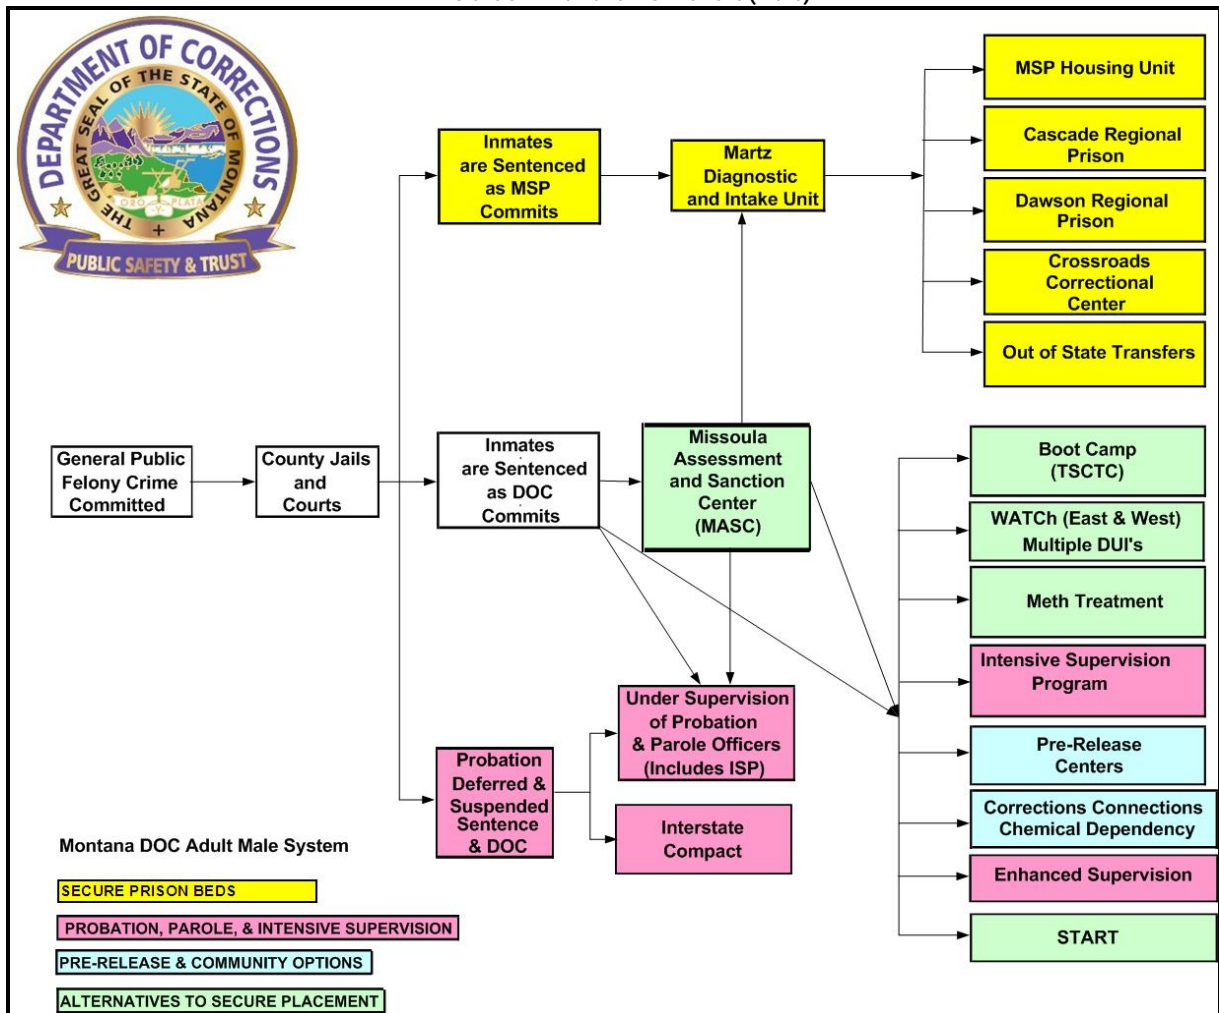 DEPARTMENT OF CORRECTIONS
THE GREAT SEAL OF THE STATE OF MONTANA
ORO Y PLATA
PUBLIC SAFETY & TRUST
MSP Housing Unit
Cascade Regional
Prison
Dawson Regional
Prison
Crossroads
Correctional
Center
Out of State Transfers
Inmates
are Sentenced
as MSP
Commits
Martz
Diagnostic
and Intake Unit
General Public
Felony Crime
Committed
County Jails
and
Courts
Inmates
are Sentenced
as DOC
Commits
Missoula
Assessment
and Sanction
Center
(MASC)
Boot Camp
(TSCTC)
WATCh (East & West)
Multiple DUI's
Meth Treatment
Intensive Supervision
Program
Pre-Release
Centers
Corrections Connections
Chemical Dependency
Enhanced Supervision
START
Under Supervision
of Probation
& Parole Officers
(Includes ISP)
Probation
Deferred &
Suspended
Sentence
& DOC
Interstate
Compact
Montana DOC Adult Male System
SECURE PRISON BEDS
PROBATION, PAROLE, & INTENSIVE SUPERVISION
PRE-RELEASE & COMMUNITY OPTIONS
ALTERNATIVES TO SECURE PLACEMENT